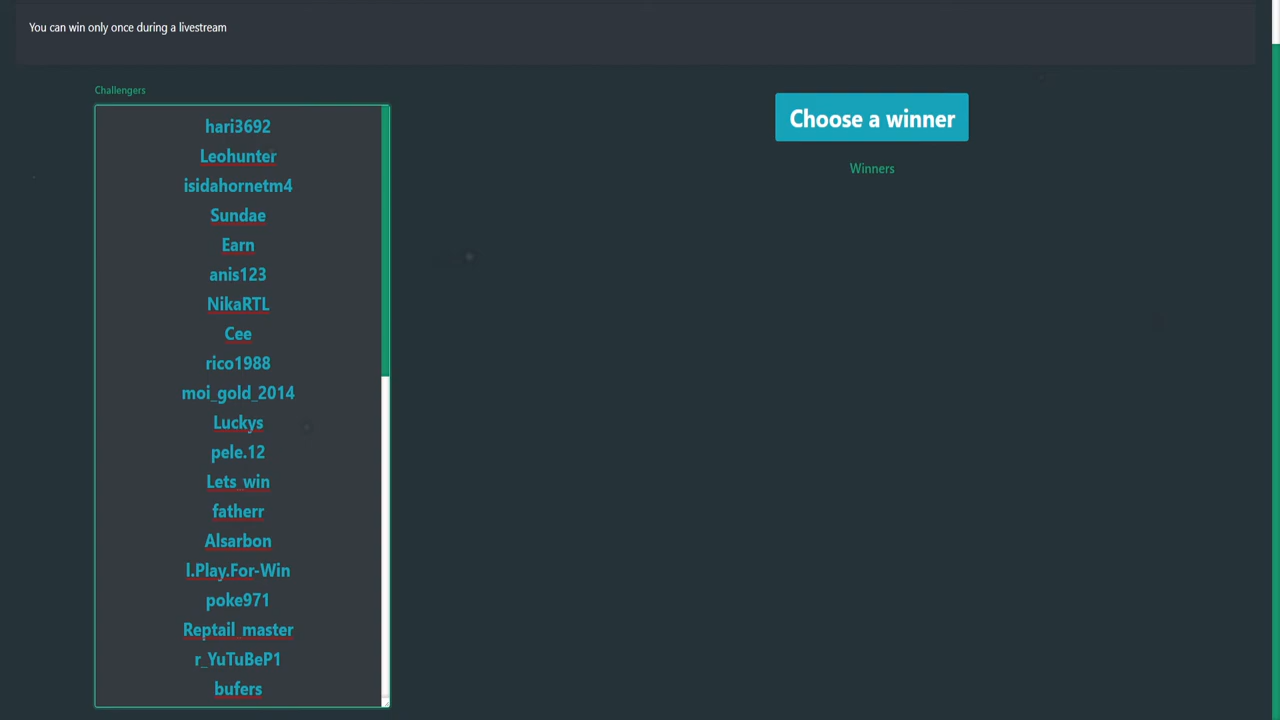 You can win only once during a livestream
Challengers
hari3692
Leohunter
isidahornetm4
Sundae
Earn
anis123
NikaRTL
Cee
rico1988
moi_gold_2014
Luckys
pele.12
Lets_win
fatherr
Alsarbon
I.Play.For-Win
poke971
Reptail_master
r_YuTuBeP1
bufers
Choose a winner
Winners